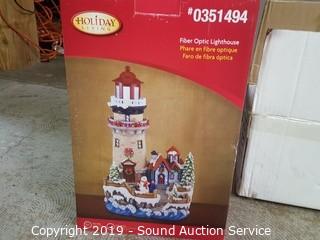 HOLIDAY
LIVING
#0351494
Fiber Optic Lighthouse
Phare en fibre optique
Faro de fibra óptica
Copyright 2019 - Sound Auction Service